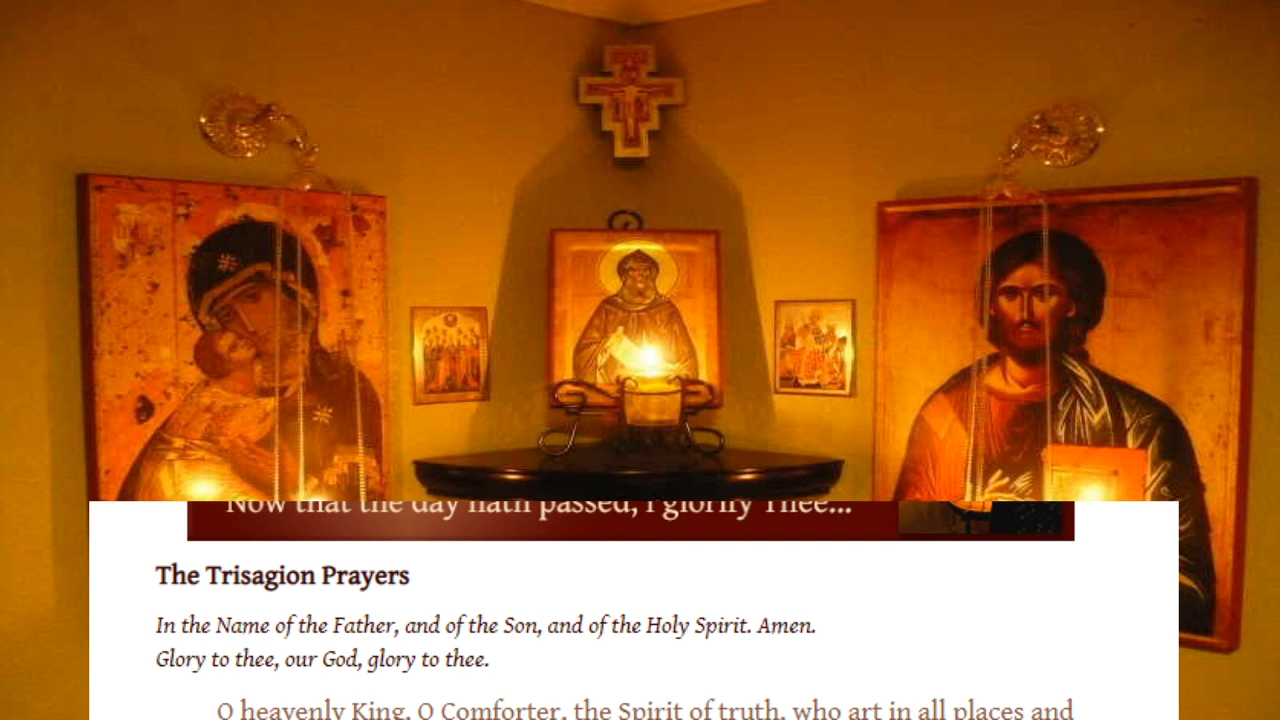 Now that the day hath passed, I glorify Thee...
The Trisagion Prayers
In the Name of the Father, and of the Son, and of the Holy Spirit. Amen.
Glory to thee, our God, glory to thee.
O heavenly King, O Comforter, the Spirit of truth, who art in all places and